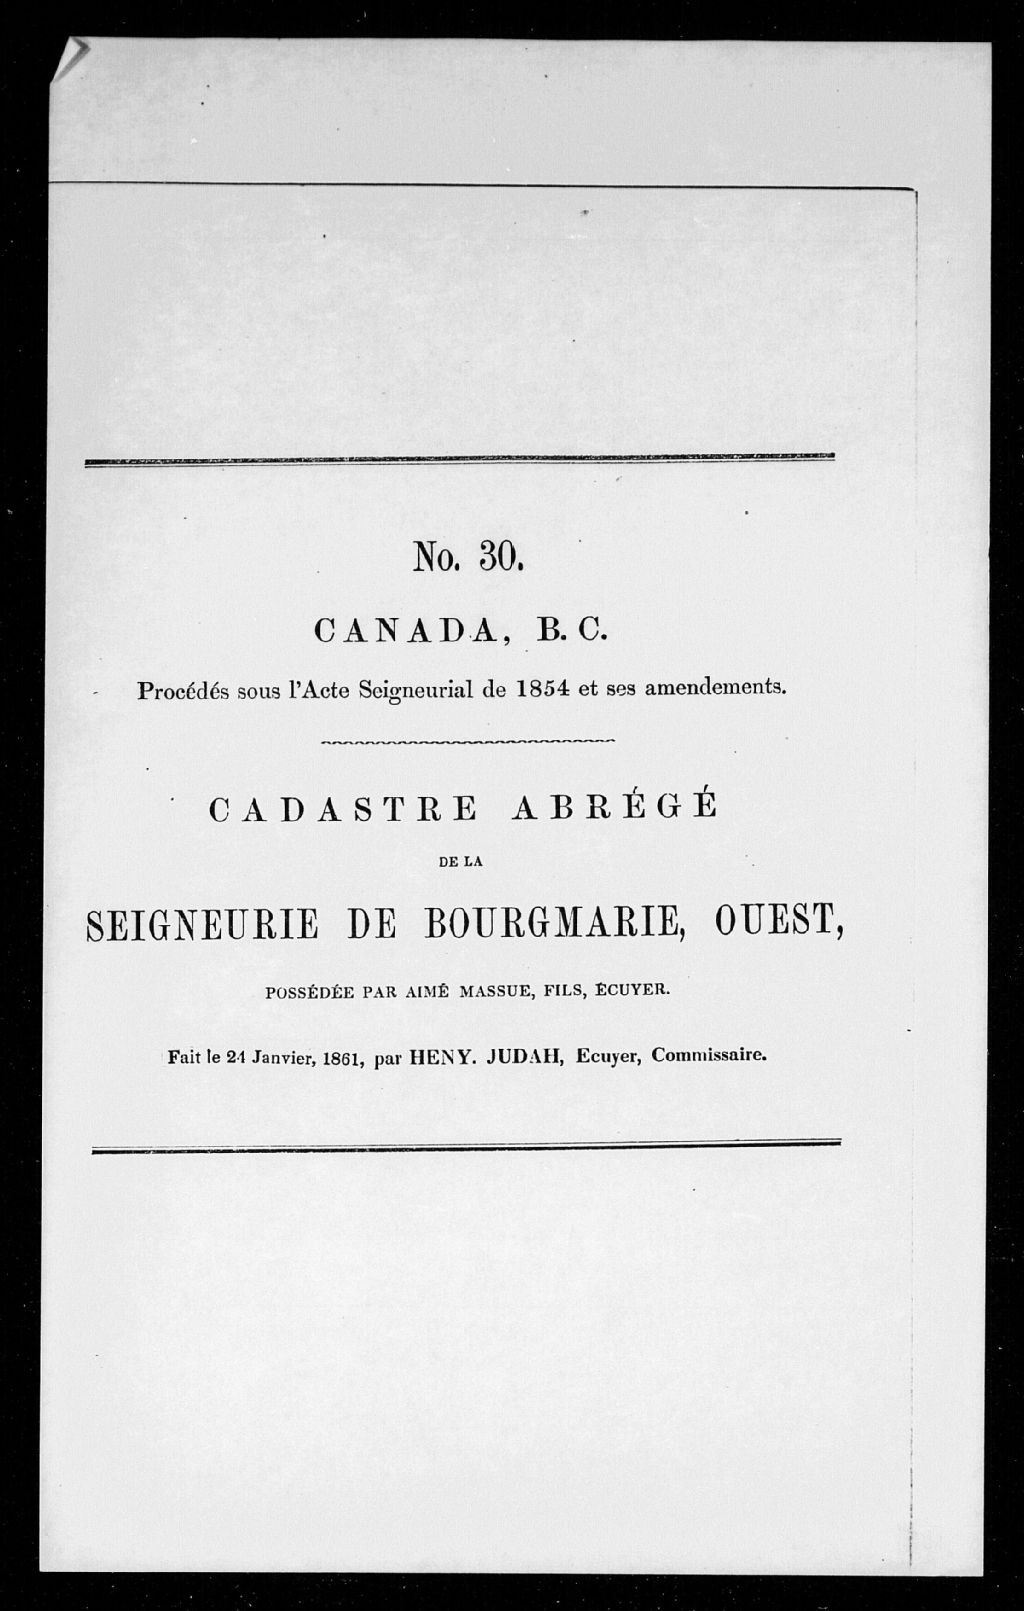 No. 30.
CANADA, B. C.
Procédés sous l'Acte Seigneurial de 1854 et ses amendements.
CADASTRE ABRÉGÉ
DE LA
SEIGNEURIE DE BOURGMARIE, OUEST,
POSSÉDÉE PAR AIMÉ MASSUE, FILS, ÉCUYER.
Fait le 24 Janvier, 1861, par HENY. JUDAH, Ecuyer, Commissaire.